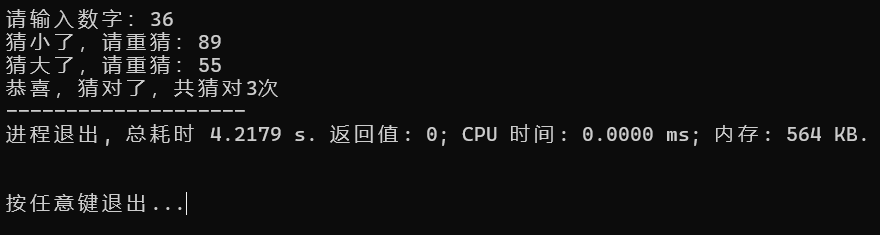 请输入数字: 36
猜小了, 请重猜: 89
猜大了, 请重猜: 55
恭喜, 猜对了, 共猜对3次
--------------------
进程退出, 总耗时 4.2179 s. 返回值: 0; CPU 时间: 0.0000 ms; 内存: 564 KB.
按任意键退出...